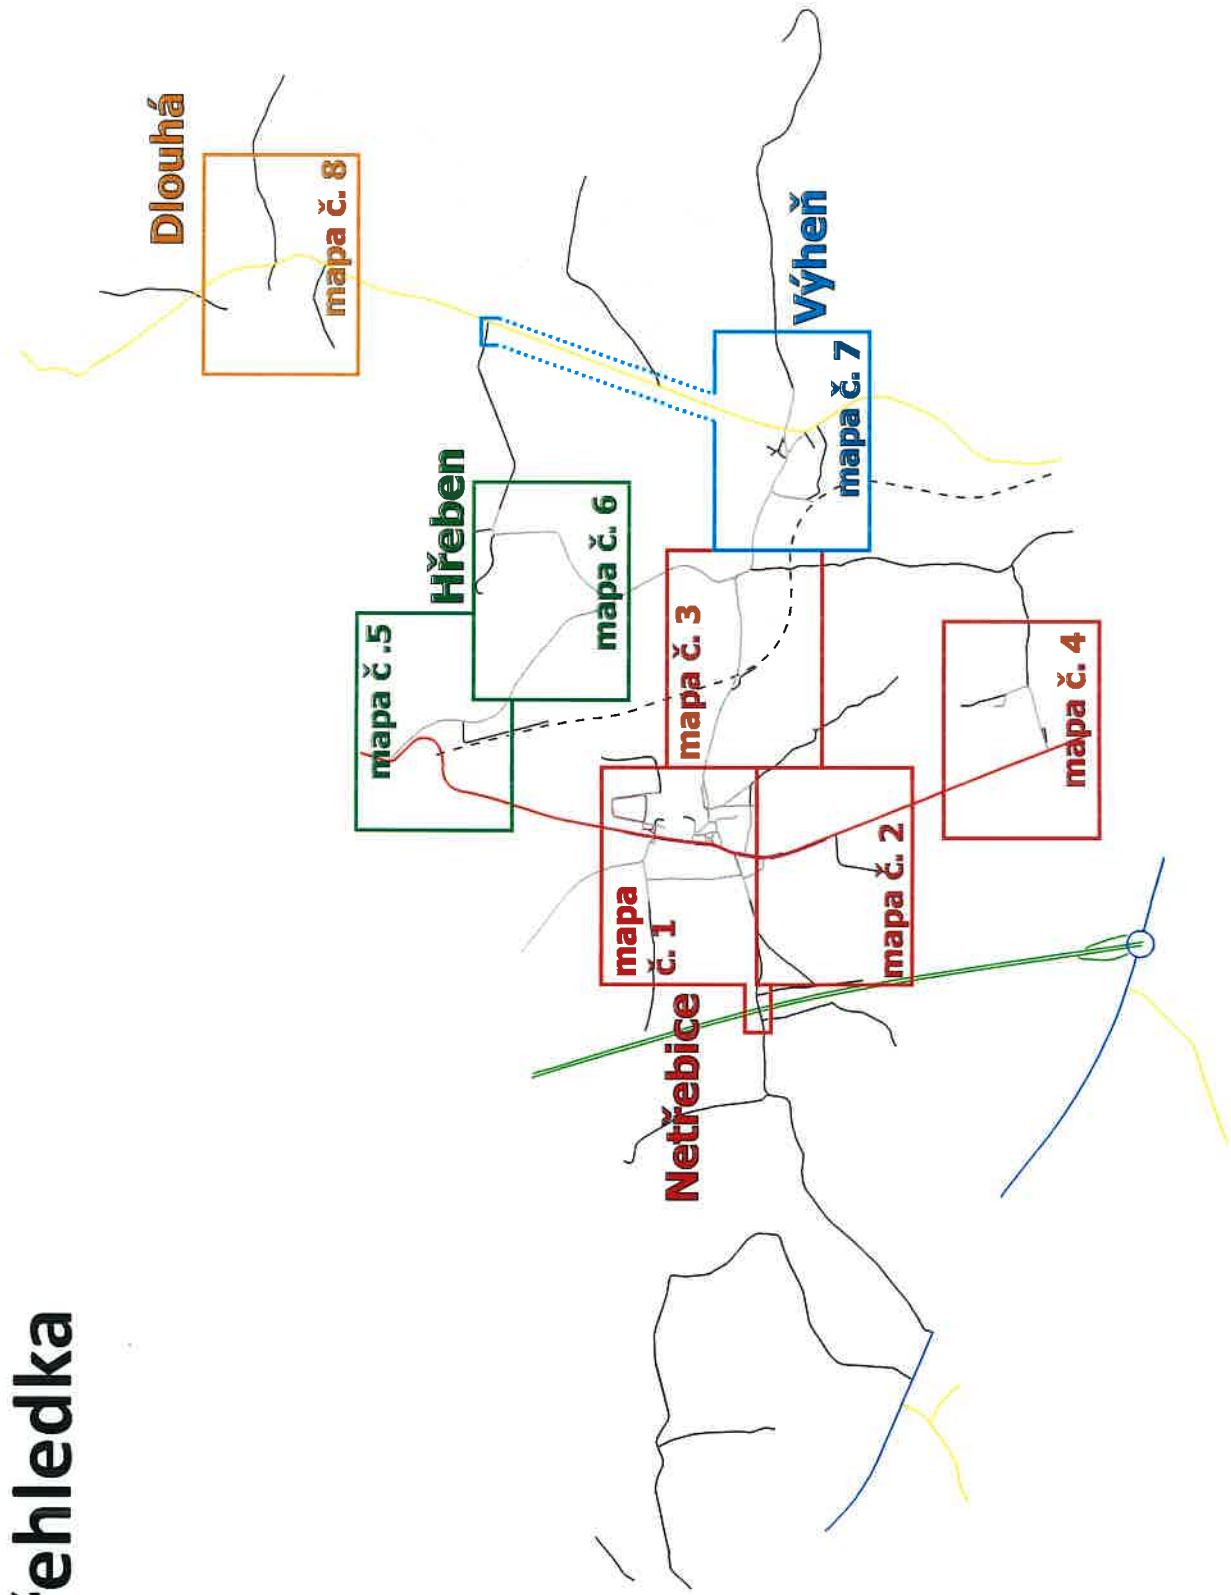 řehledka
Dlouhá
mapa č. 8
mapa č .5
Hřeben
mapa č. 6
mapa
č. 1
Netřebice
mapa č. 3
Výheň
mapa č. 7
mapa č. 2
mapa č. 4